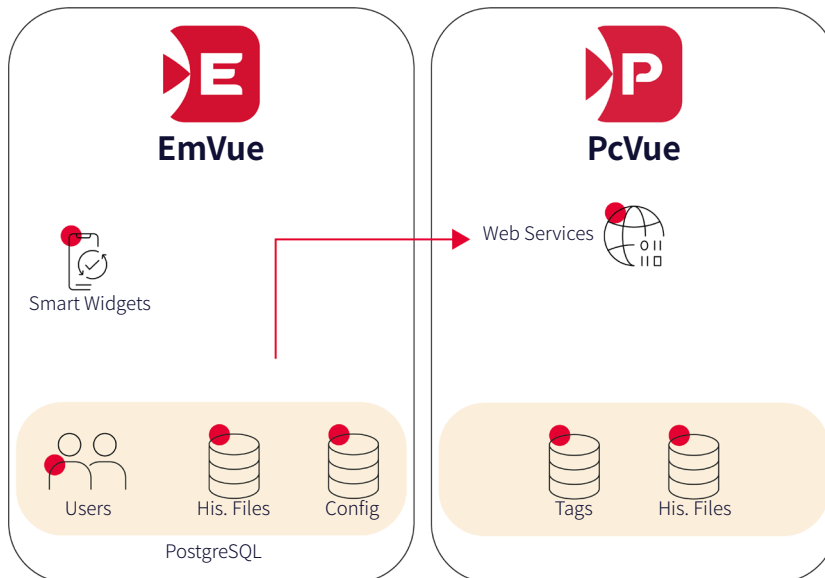 E
EmVue
P
PcVue
Web Services
Smart Widgets
Users
His. Files
Config
Tags
His. Files
PostgreSQL